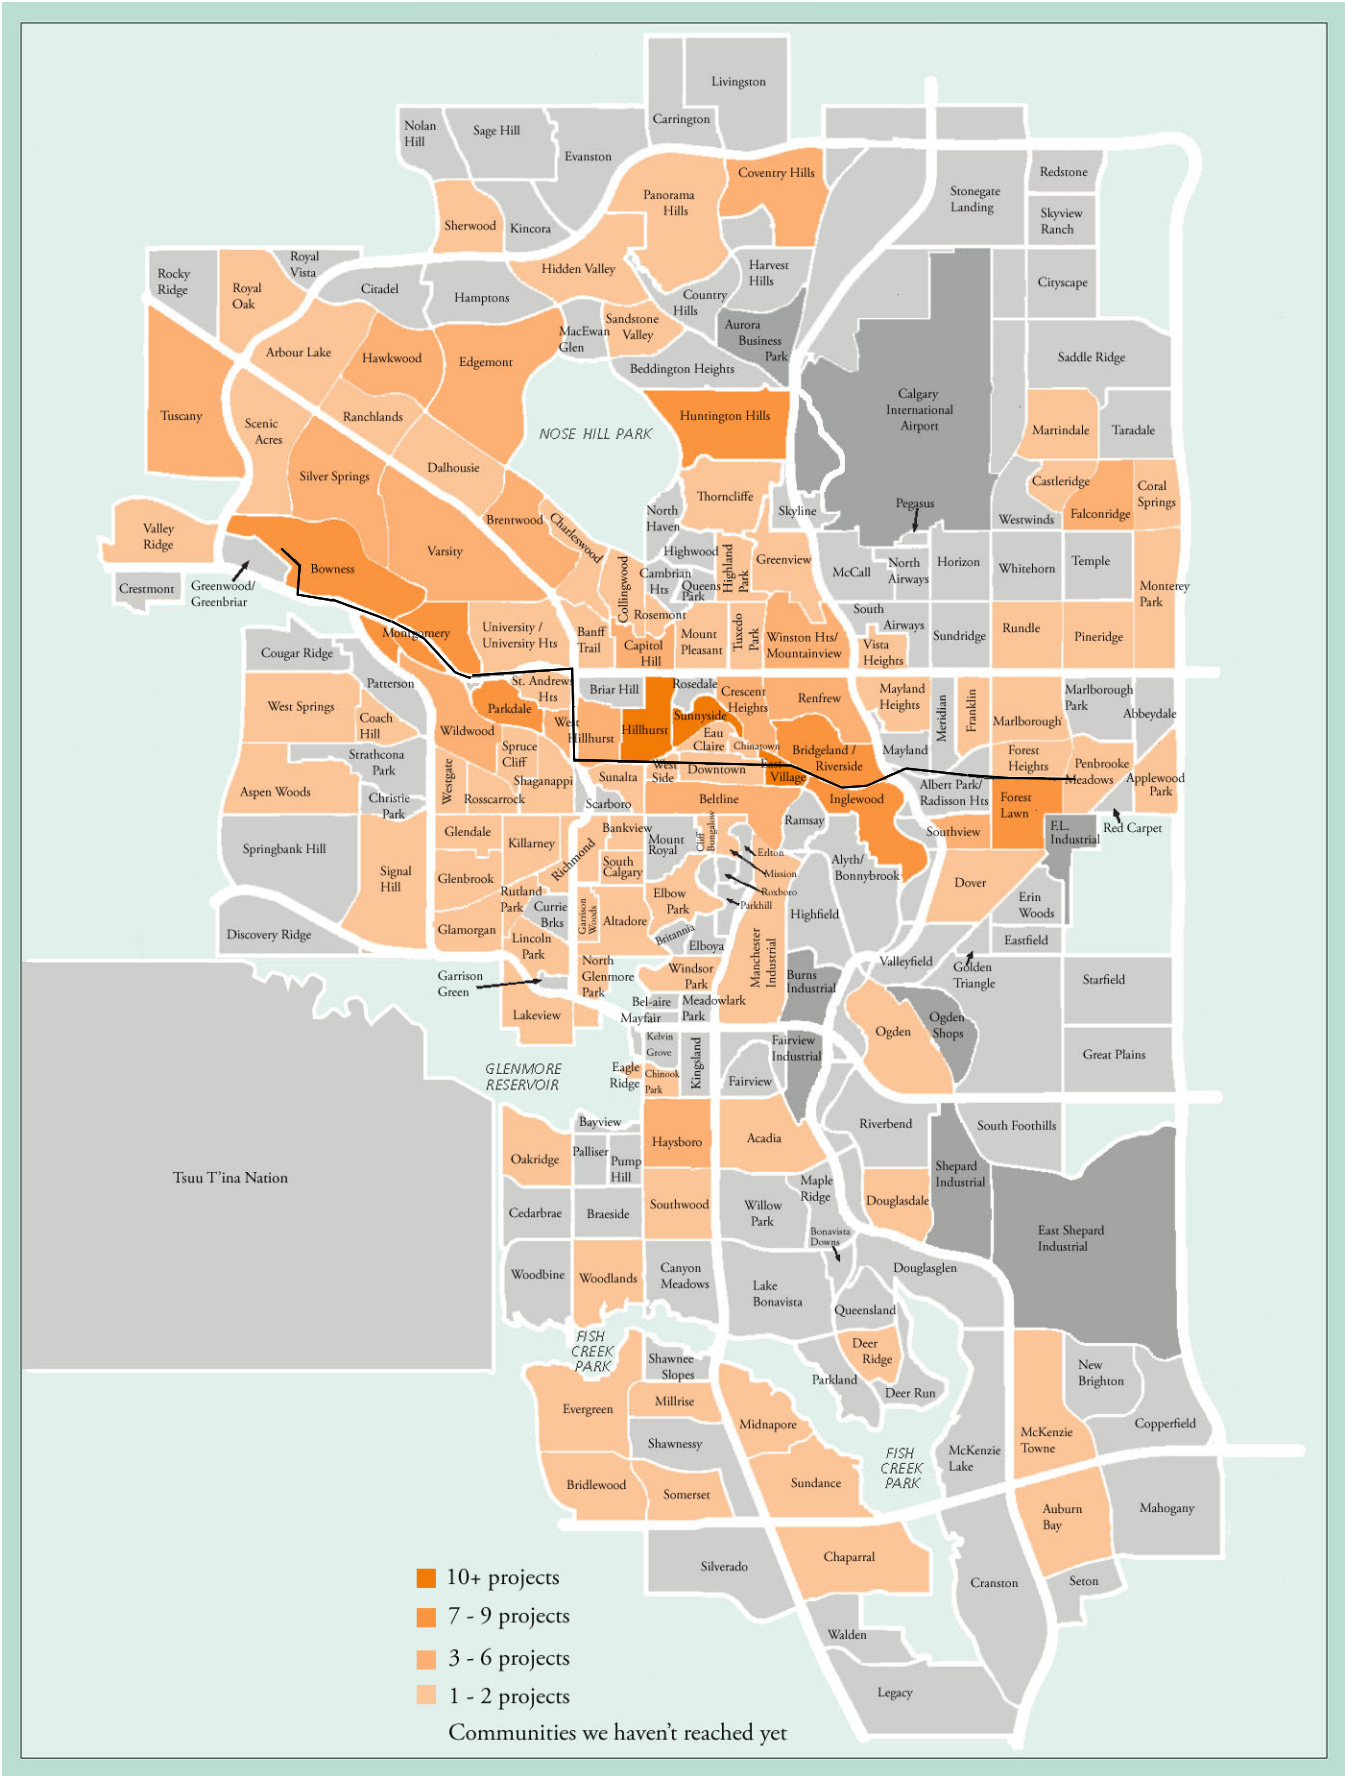 Livingston
Carrington
Nolan
Hill
Sage Hill
Evanston
Coventry Hills
Redstone
Panorama
Hills
Stonegate
Landing
Skyview
Ranch
Sherwood
Kincora
Royal
Vista
Rocky
Ridge
Royal
Oak
Citadel
Hamptons
Hidden Valley
Harvest
Hills
Country
Hills
Cityscape
Sandstone
Valley
MacEwan
Glen
Aurora
Business
Park
Arbour Lake
Hawkwood
Edgemont
Beddington Heights
Saddle Ridge
Calgary
International
Airport
Tuscany
Scenic
Acres
Ranchlands
NOSE HILL PARK
Huntington Hills
Martindale
Taradale
Dalhousie
Silver Springs
Castleridge
Coral
Springs
Thorncliffe
Pegasus
Falconridge
Westwinds
Valley
Ridge
Brentwood
Charleswood
North
Haven
Skyline
Varsity
Highwood
Highland
Park
Greenview
McCall
North
Airways
Horizon
Whitehorn
Temple
Bowness
Collingwood
Cambrian
Hts
Queens
Park
Crestmont
Greenwood/
Greenbriar
Monterey
Park
Rosemont
South
Airways
Montgomery
University /
University Hts
Banff
Trail
Capitol
Hill
Mount
Pleasant
Tuxedo
Park
Winston Hts/
Mountainview
Vista
Heights
Sundridge
Rundle
Pineridge
Cougar Ridge
Patterson
St. Andrews
Hts
Briar Hill
Rosedale
Crescent
Heights
Renfrew
Mayland
Heights
Meridian
Franklin
Marlborough
Park
Abbeydale
West Springs
Coach
Hill
Parkdale
West
Hillhurst
Hillhurst
Sunnyside
Marlborough
Wildwood
Eau
Claire
Chinatown
Bridgeland /
Riverside
Mayland
Strathcona
Park
Spruce
Cliff
Forest
Heights
Penbrooke
Meadows
Applewood
Park
West
Side
Downtown
East
Village
Westgate
Shaganappi
Sunalta
Aspen Woods
Christie
Park
Rosscarrock
Scarboro
Beltline
Inglewood
Albert Park/
Radisson Hts
Forest
Lawn
Glendale
Killarney
Richmond
Bankview
Mount
Royal
Cliff
Bungalow
Ramsay
Southview
F.L.
Industrial
Red Carpet
Springbank Hill
Signal
Hill
Glenbrook
South
Calgary
Erlton
Mission
Roxboro
Parkhill
Alyth/
Bonnybrook
Dover
Rutland
Park
Currie
Brks
Garrison
Woods
Altadore
Elbow
Park
Highfield
Erin
Woods
Discovery Ridge
Glamorgan
Lincoln
Park
Britannia
Elboya
Manchester
Industrial
Eastfield
Valleyfield
Golden
Triangle
Garrison
Green
North
Glenmore
Park
Windsor
Park
Burns
Industrial
Starfield
Lakeview
Bel-aire
Mayfair
Meadowlark
Park
Ogden
Ogden
Shops
Kelvin
Grove
Kingsland
Fairview
Industrial
Great Plains
GLENMORE
RESERVOIR
Eagle
Ridge
Chinook
Park
Fairview
Bayview
Haysboro
Acadia
Riverbend
South Foothills
Oakridge
Palliser
Pump
Hill
Tsuu T'ina Nation
Shepard
Industrial
Maple
Ridge
Cedarbrae
Braeside
Southwood
Willow
Park
Douglasdale
Bonavista
Downs
East Shepard
Industrial
Woodbine
Woodlands
Canyon
Meadows
Lake
Bonavista
Douglasglen
Queensland
FISH
CREEK
PARK
Shawnee
Slopes
Deer
Ridge
Parkland
Deer Run
New
Brighton
Evergreen
Millrise
Midnapore
McKenzie
Towne
Copperfield
Shawnessy
McKenzie
Lake
FISH
CREEK
PARK
Bridlewood
Somerset
Sundance
Auburn
Bay
Mahogany
Silverado
Chaparral
Cranston
Seton
Walden
Legacy
10+ projects
7 - 9 projects
3 - 6 projects
1 - 2 projects
Communities we haven't reached yet